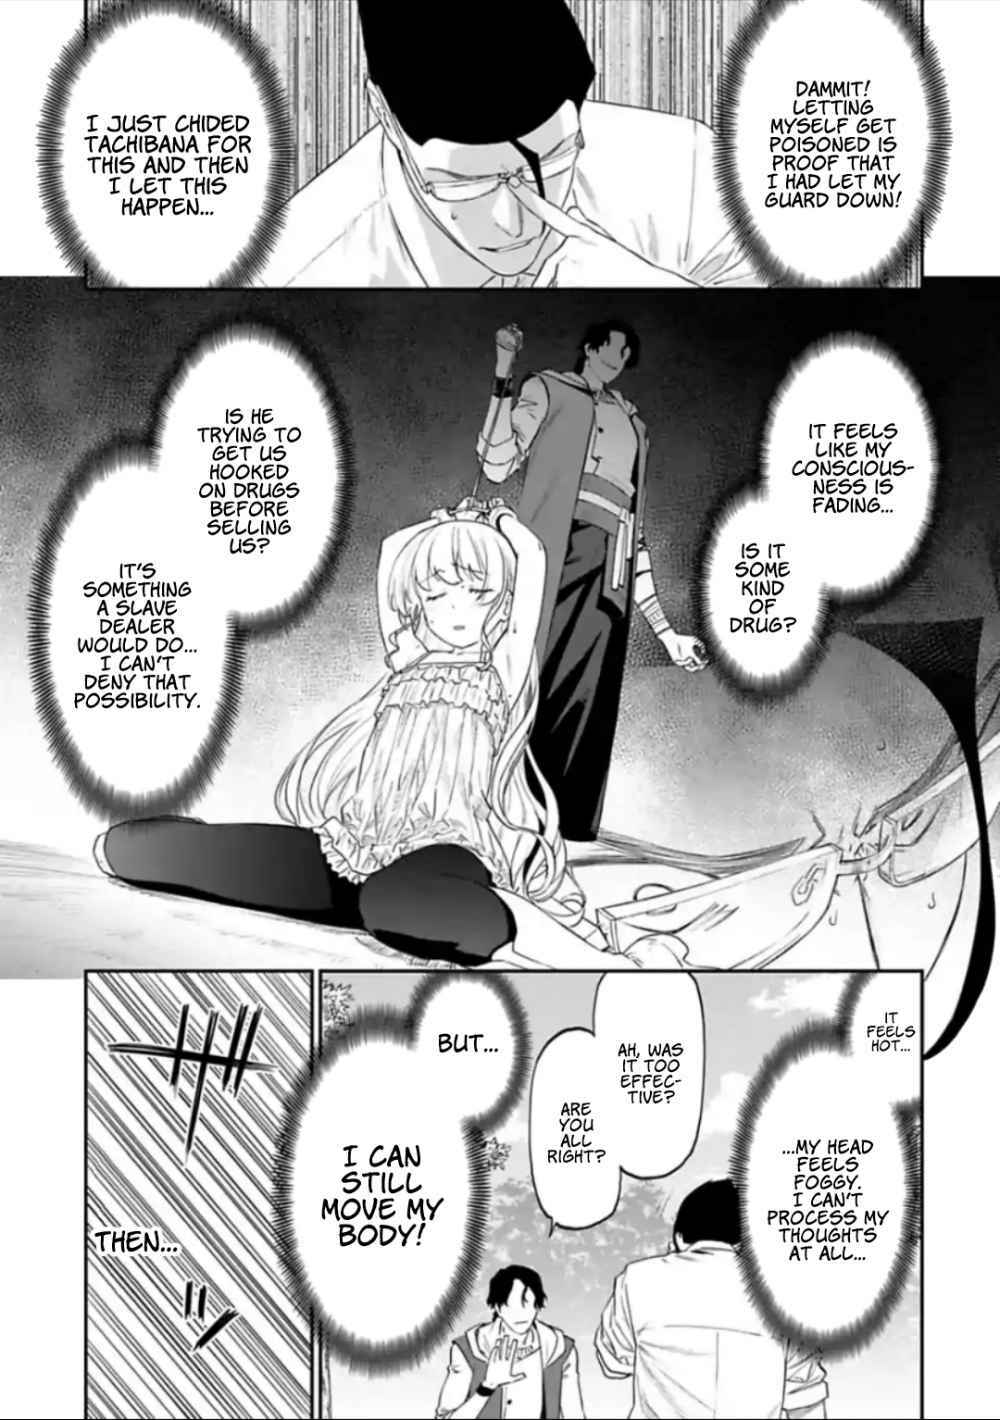 DAMMIT!
LETTING
MYSELF GET
POISONED IS
PROOF THAT
I HAD LET MY
GUARD DOWN!
I JUST CHIDED
TACHIBANA FOR
THIS AND THEN
I LET THIS
HAPPEN...
IT FEELS
LIKE MY
CONSCIOUS-
NESS IS
FADING...
IS IT
SOME
KIND
OF
DRUG?
IS HE
TRYING TO
GET US
HOOKED
ON DRUGS
BEFORE
SELLING
US?
IT'S
SOMETHING
A SLAVE
DEALER
WOULD DO...
I CAN'T
DENY THAT
POSSIBILITY.
IT
FEELS
HOT...
...MY HEAD
FEELS
FOGGY.
I CAN'T
PROCESS MY
THOUGHTS
AT ALL...
AH, WAS
IT TOO
EFFEC-
TIVE?
ARE
YOU
ALL
RIGHT?
BUT...
I CAN
STILL
MOVE MY
BODY!
THEN...